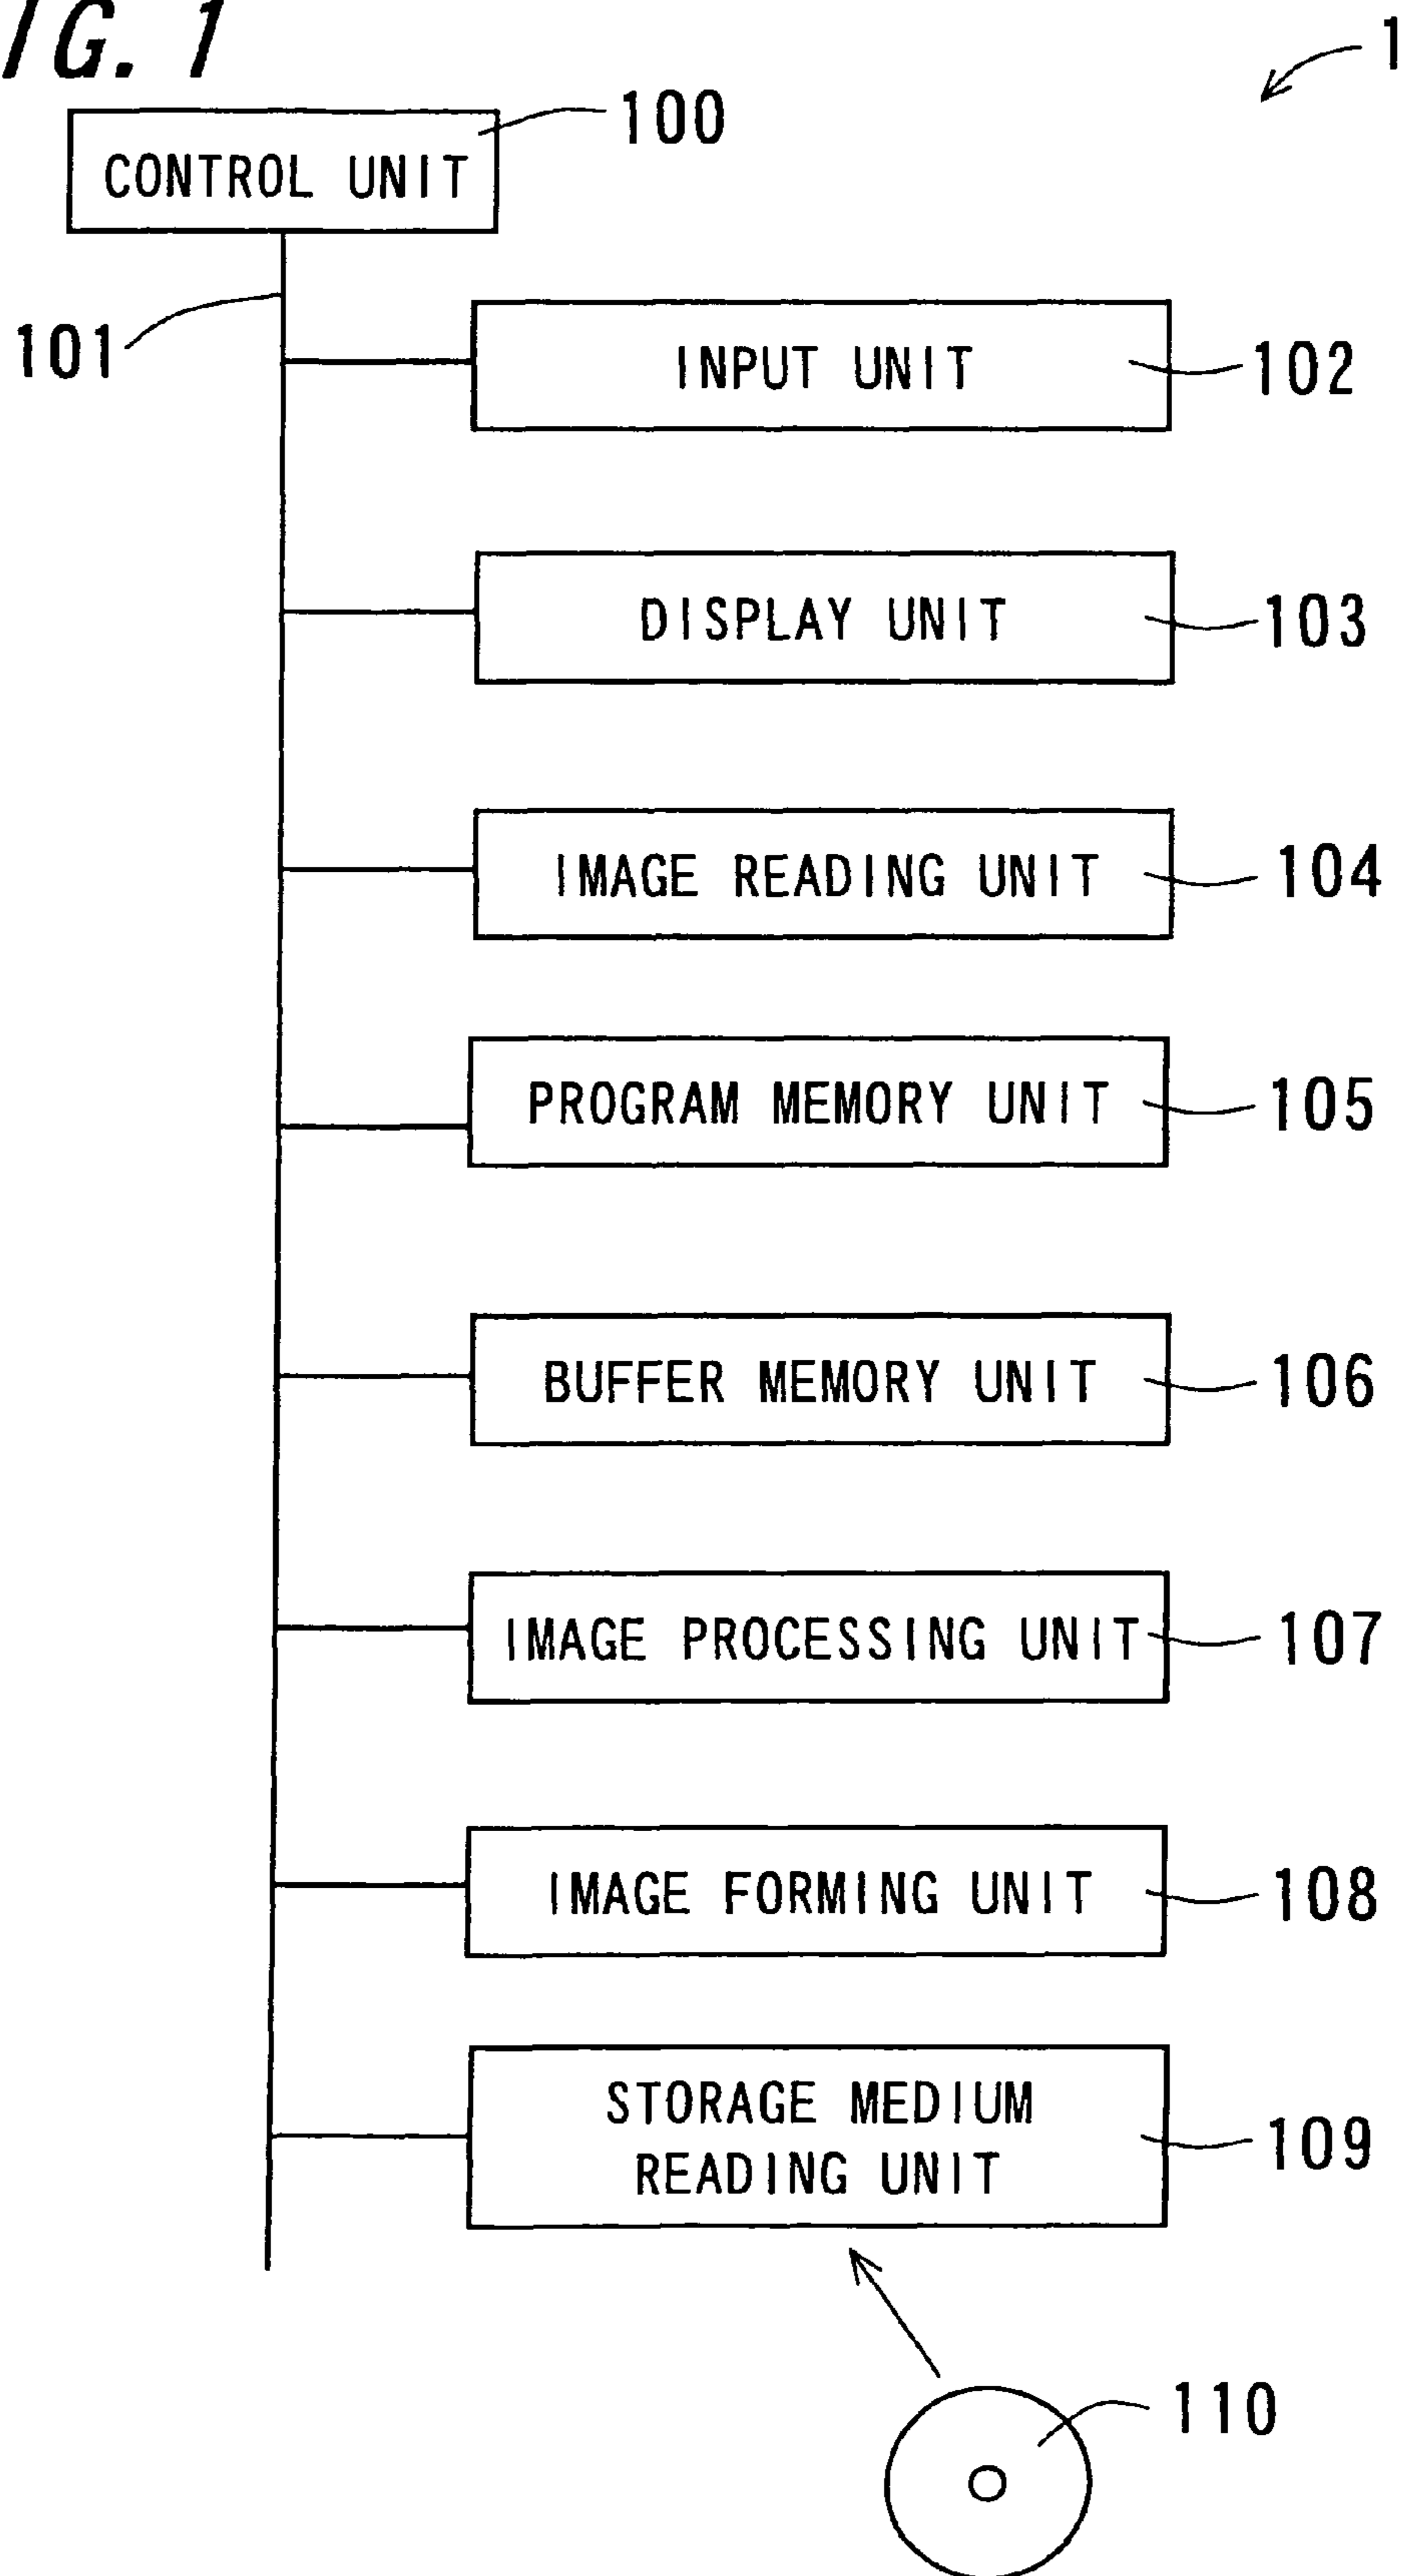 IG. 1
1
CONTROL UNIT
100
101
INPUT UNIT
102
DISPLAY UNIT
103
IMAGE READING UNIT
104
PROGRAM MEMORY UNIT
105
BUFFER MEMORY UNIT
106
IMAGE PROCESSING UNIT
107
IMAGE FORMING UNIT
108
STORAGE MEDIUM
READING UNIT
109
110